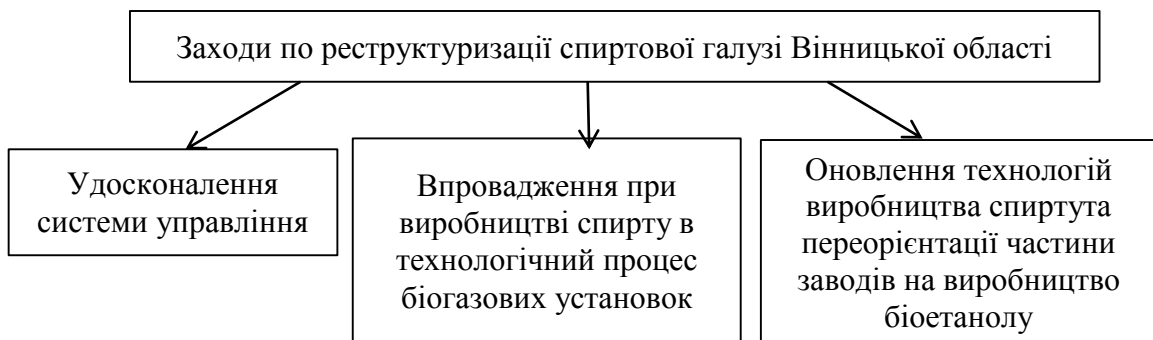 Заходи по реструктуризації спиртової галузі Вінницької області
Удосконалення
системи управління
Впровадження при
виробництві спирту в
технологічний процес
біогазових установок
Оновлення технологій
виробництва спиртута
переорієнтації частини
заводів на виробництво
біоетанолу